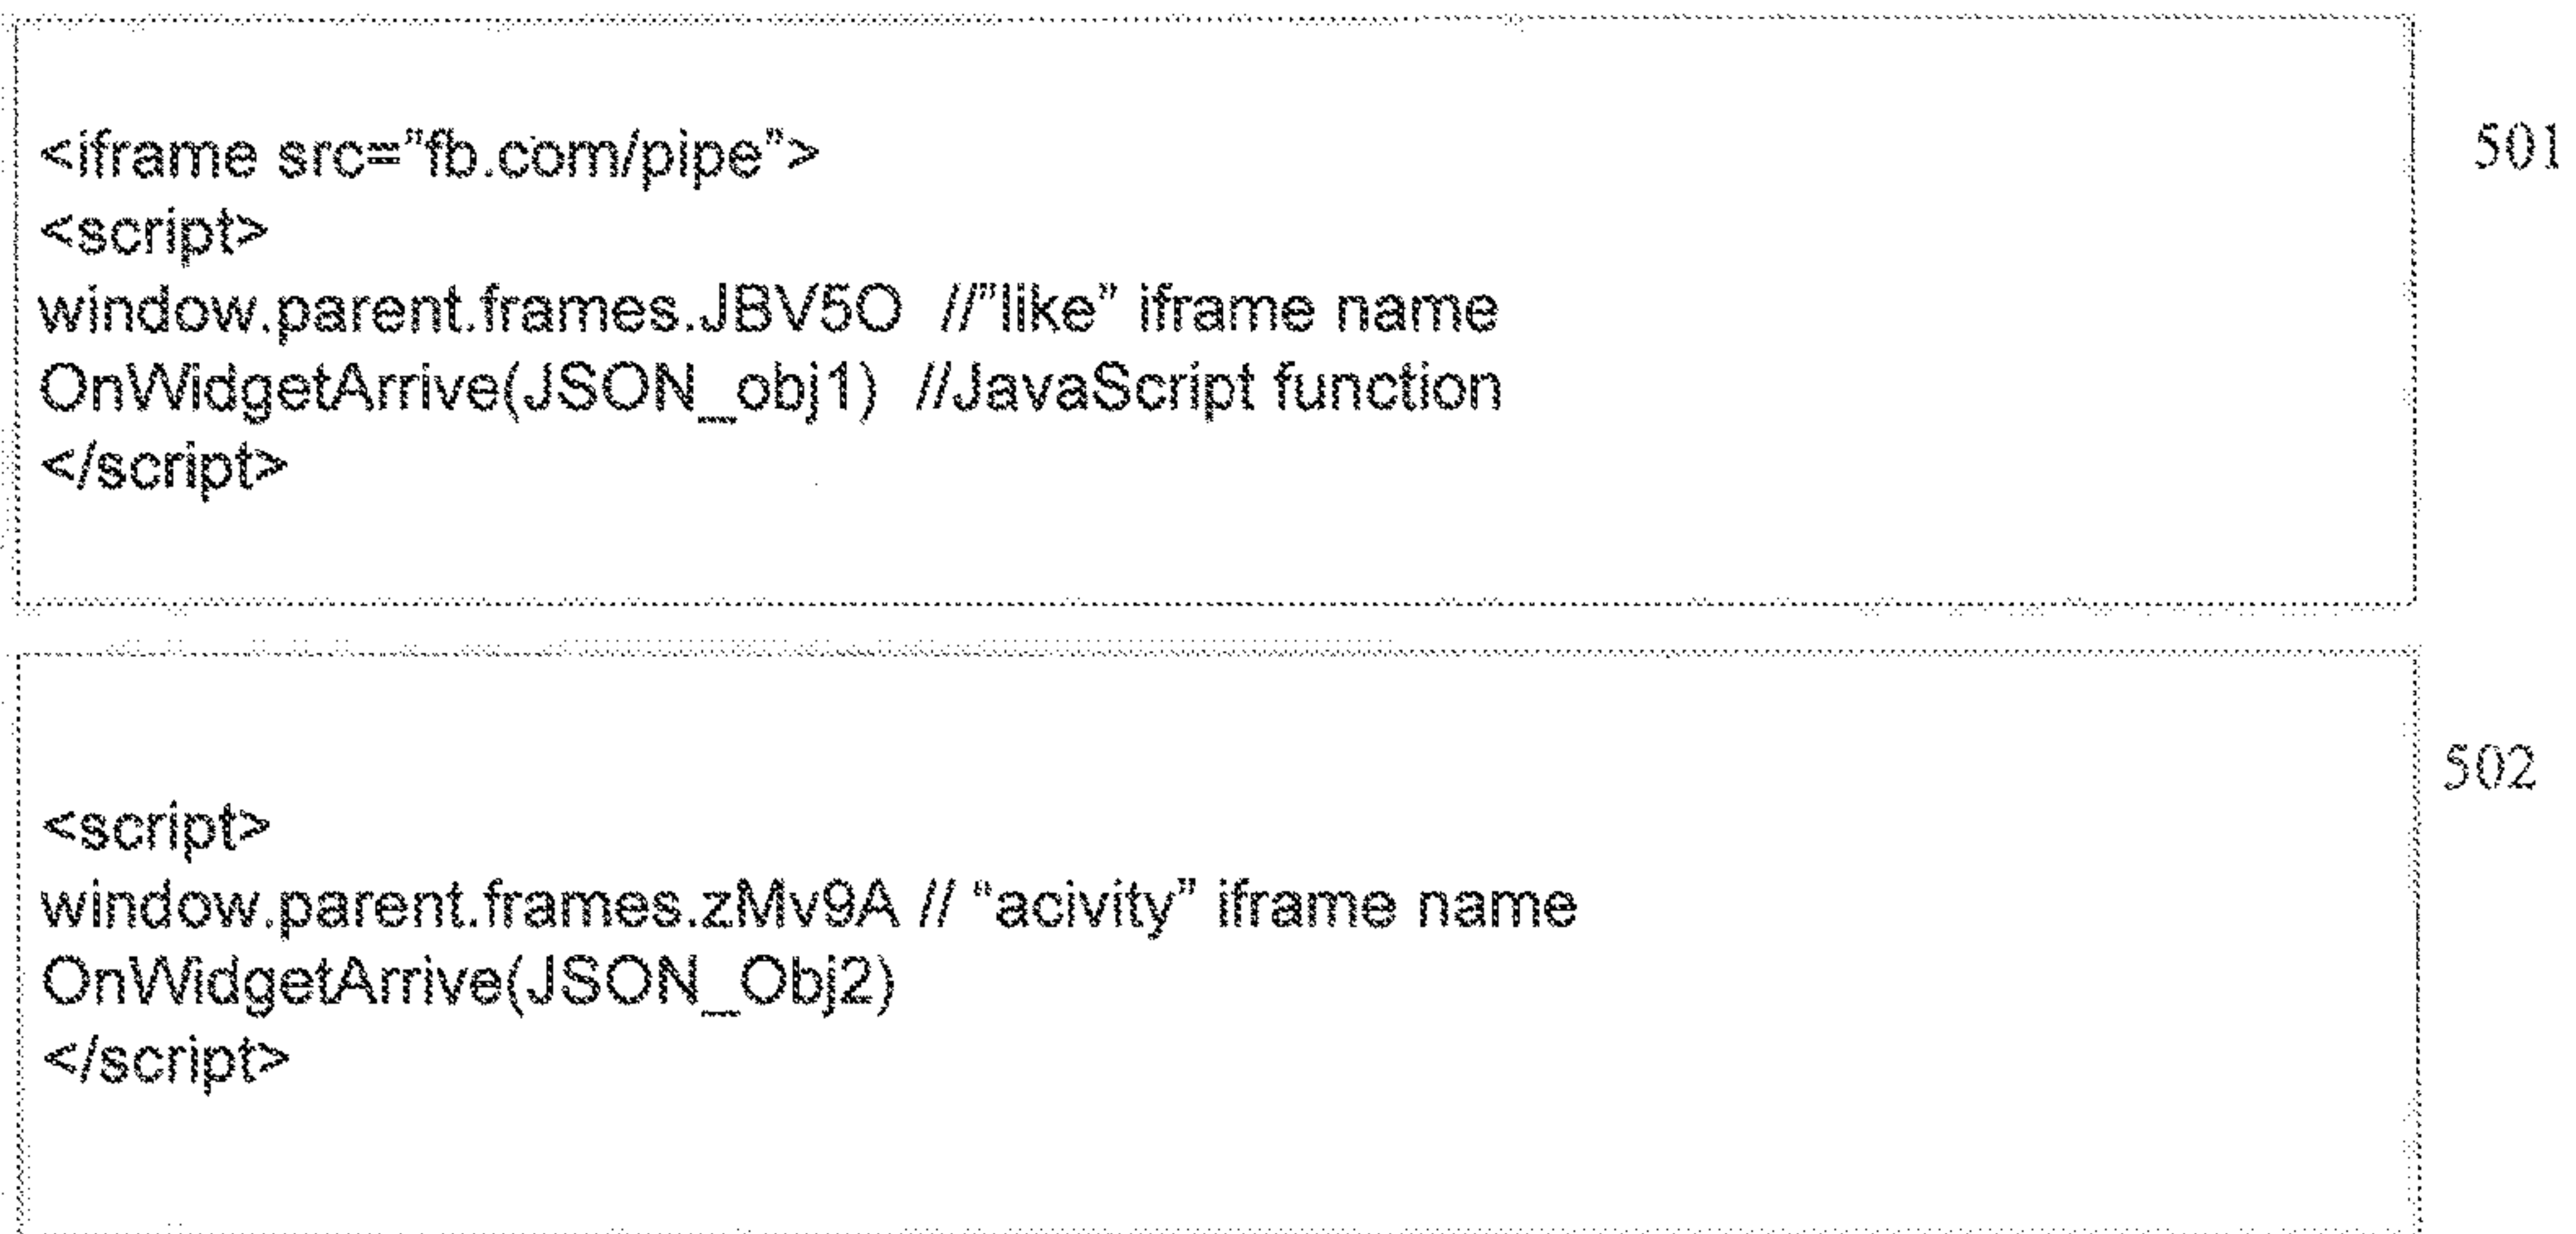 <iframe src="fb.com/pipe”>
<script>
window.parent.frames.JBV5O //”like” iframe name
OnWidgetArrive(JSON_obj1) //JavaScript function
</script>
501
<script>
window.parent.frames.zMv9A // “acivity” iframe name
OnWidgetArrive(JSON_Obj2)
</script>
502